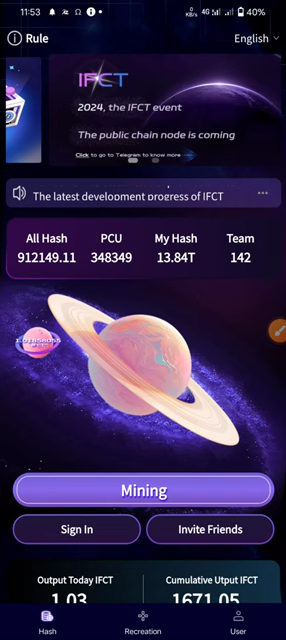 11:53
0 KB/s 4G 40%
Rule
English
IFCT
2024, the IFCT event
The public chain node is coming
Click to go to Telegram to know more
The latest development progress of IFCT
All Hash PCU My Hash Team
912149.11 348349 13.84T 142
Mining
Sign In Invite Friends
Output Today IFCT Cumulative Utput IFCT
1.03 1671.05
Hash Recreation User